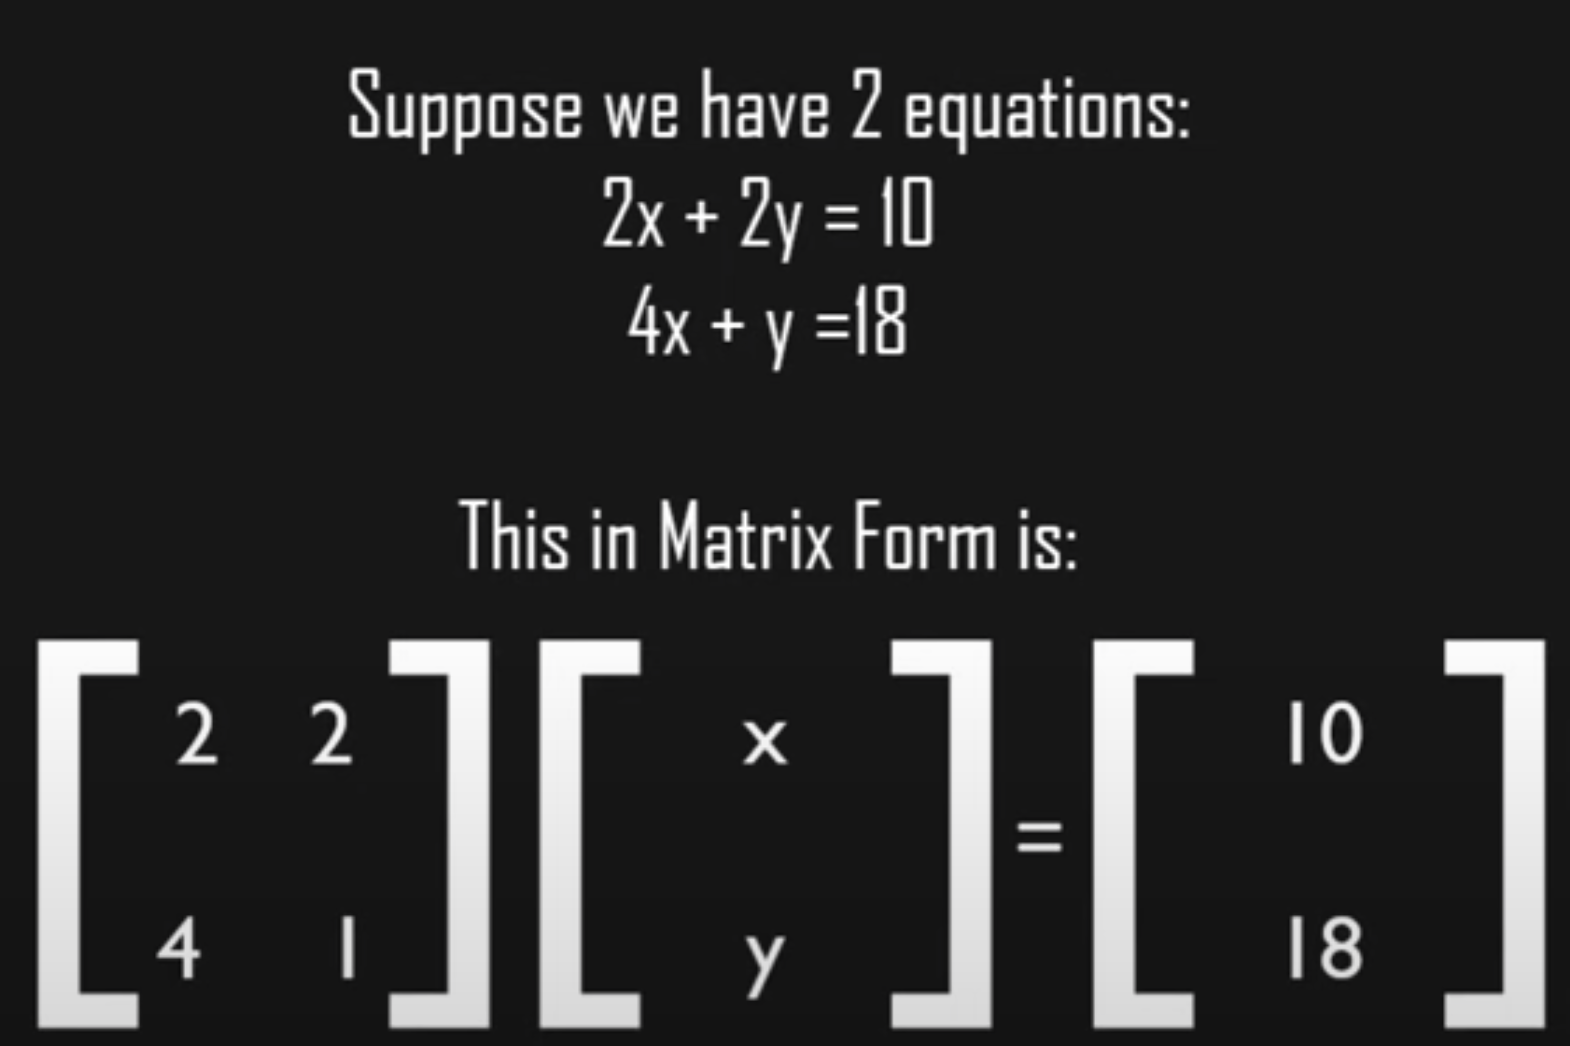 Suppose we have 2 equations:
2x + 2y = 10
4x + y =18
This in Matrix Form is:
[ 2 2 ] [ x ] = [ 10 ]
[ 4 1 ] [ y ] [ 18 ]